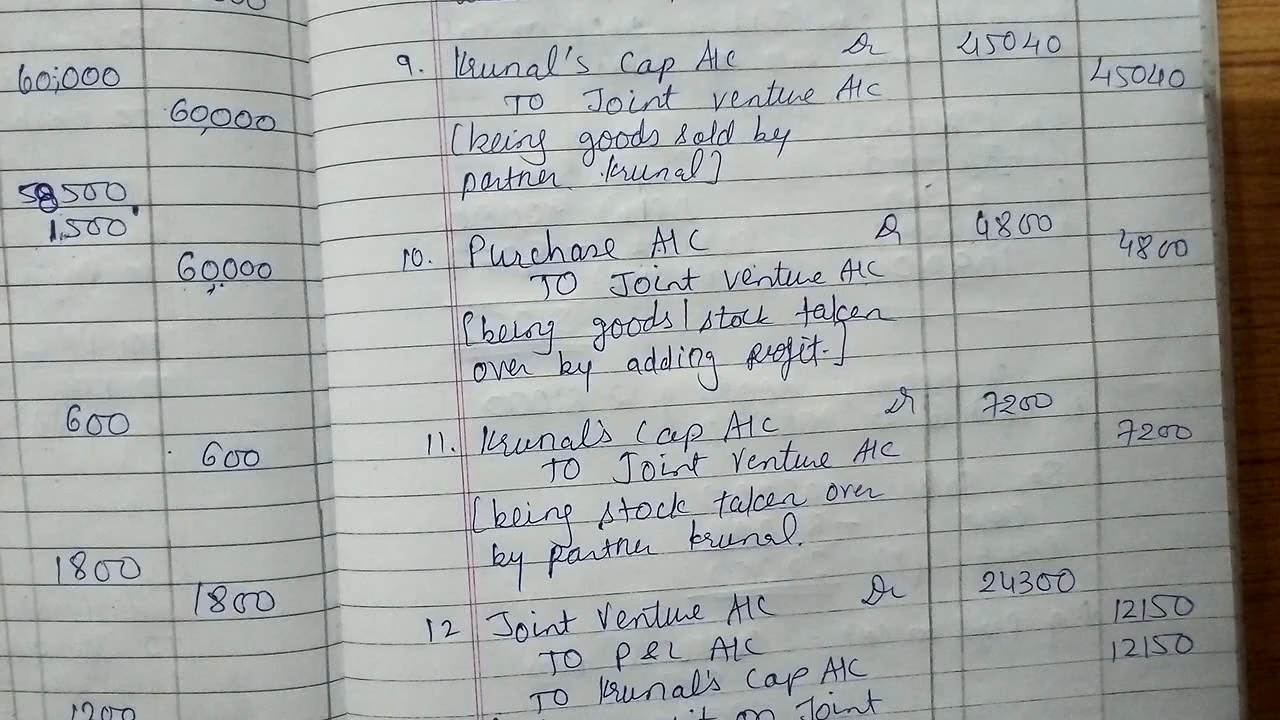 60,000
60,000
58500
1,500
60,000
600
600
1800
1800
1200
9. Krunal's Cap A/C Dr 45040
45040
TO Joint venture A/C
[being goods sold by
partner Krunal]
10. Purchase A/C Dr 4800
4800
TO Joint venture A/C
[being goods/stock taken
over by adding profit.]
11. Krunal's Cap A/C Dr 7200
7200
TO Joint Venture A/C
[being stock taken over
by partner krunal.
12 Joint Venture A/C Dr 24300
12150
TO P&L A/C
12150
TO Krunal's Cap A/C
on Joint